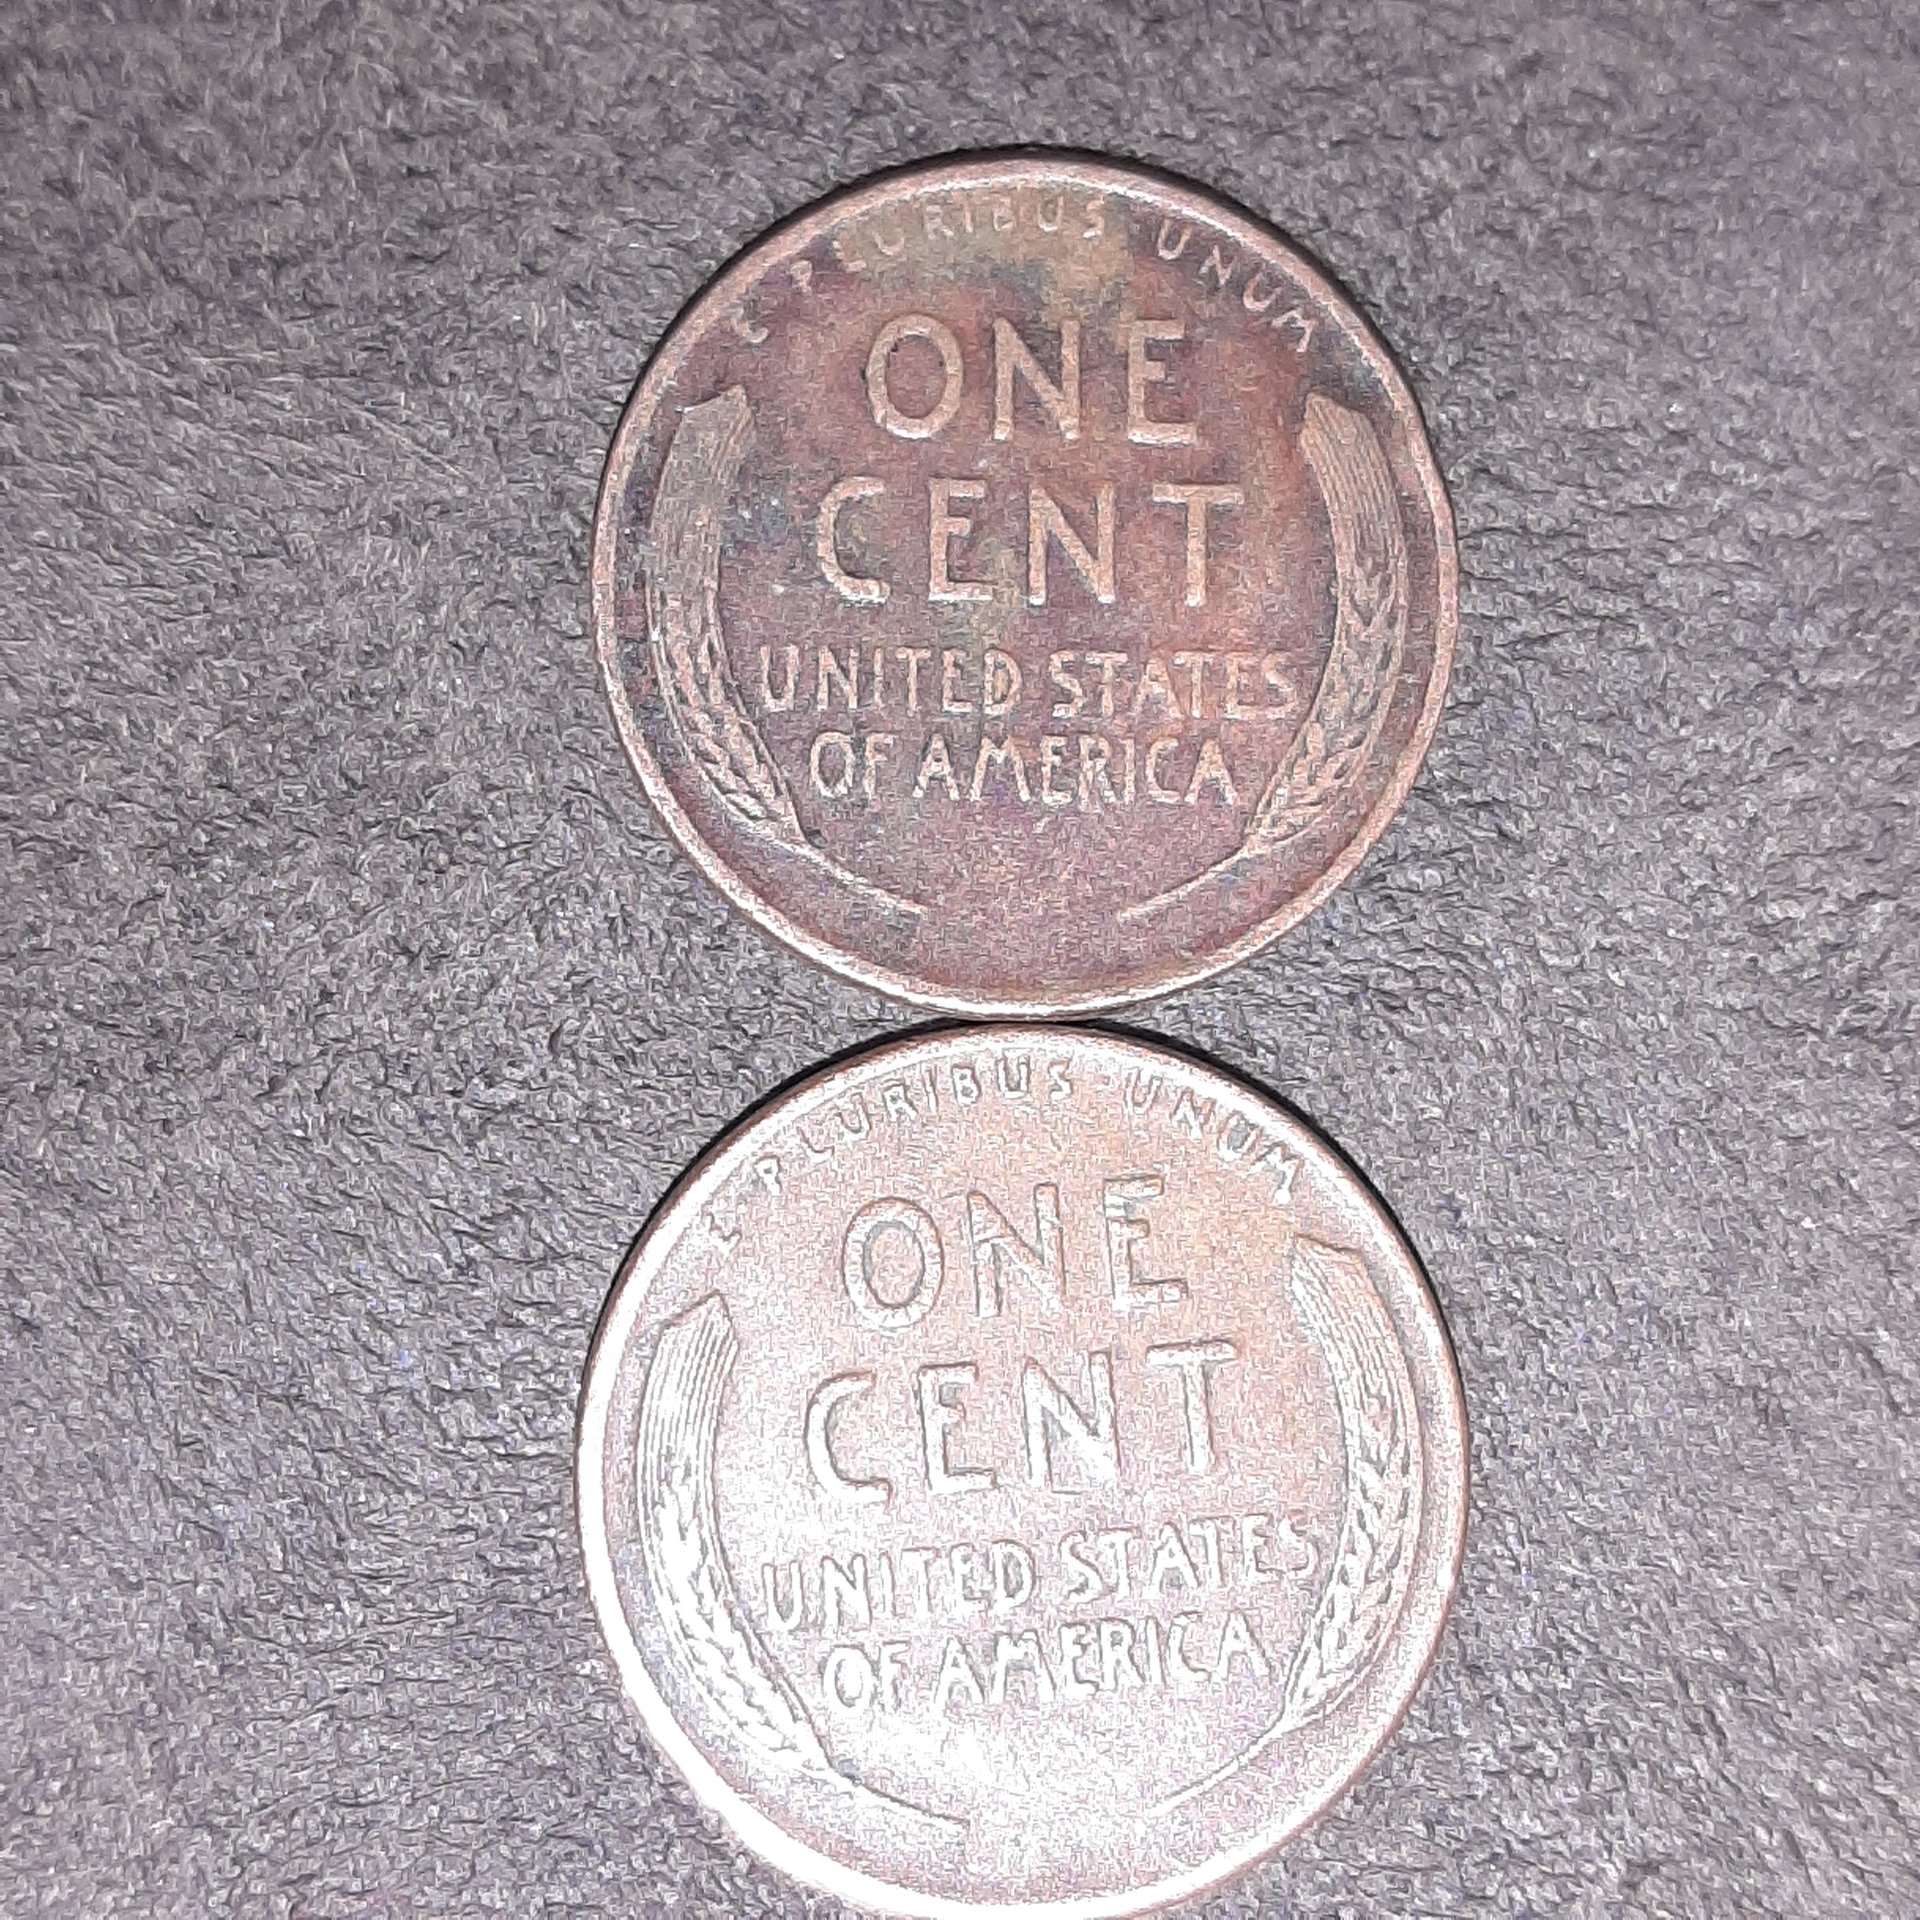 E PLURIBUS · UNUM
ONE
CENT
UNITED STATES
OF AMERICA
E PLURIBUS · UNUM
ONE
CENT
UNITED STATES
OF AMERICA